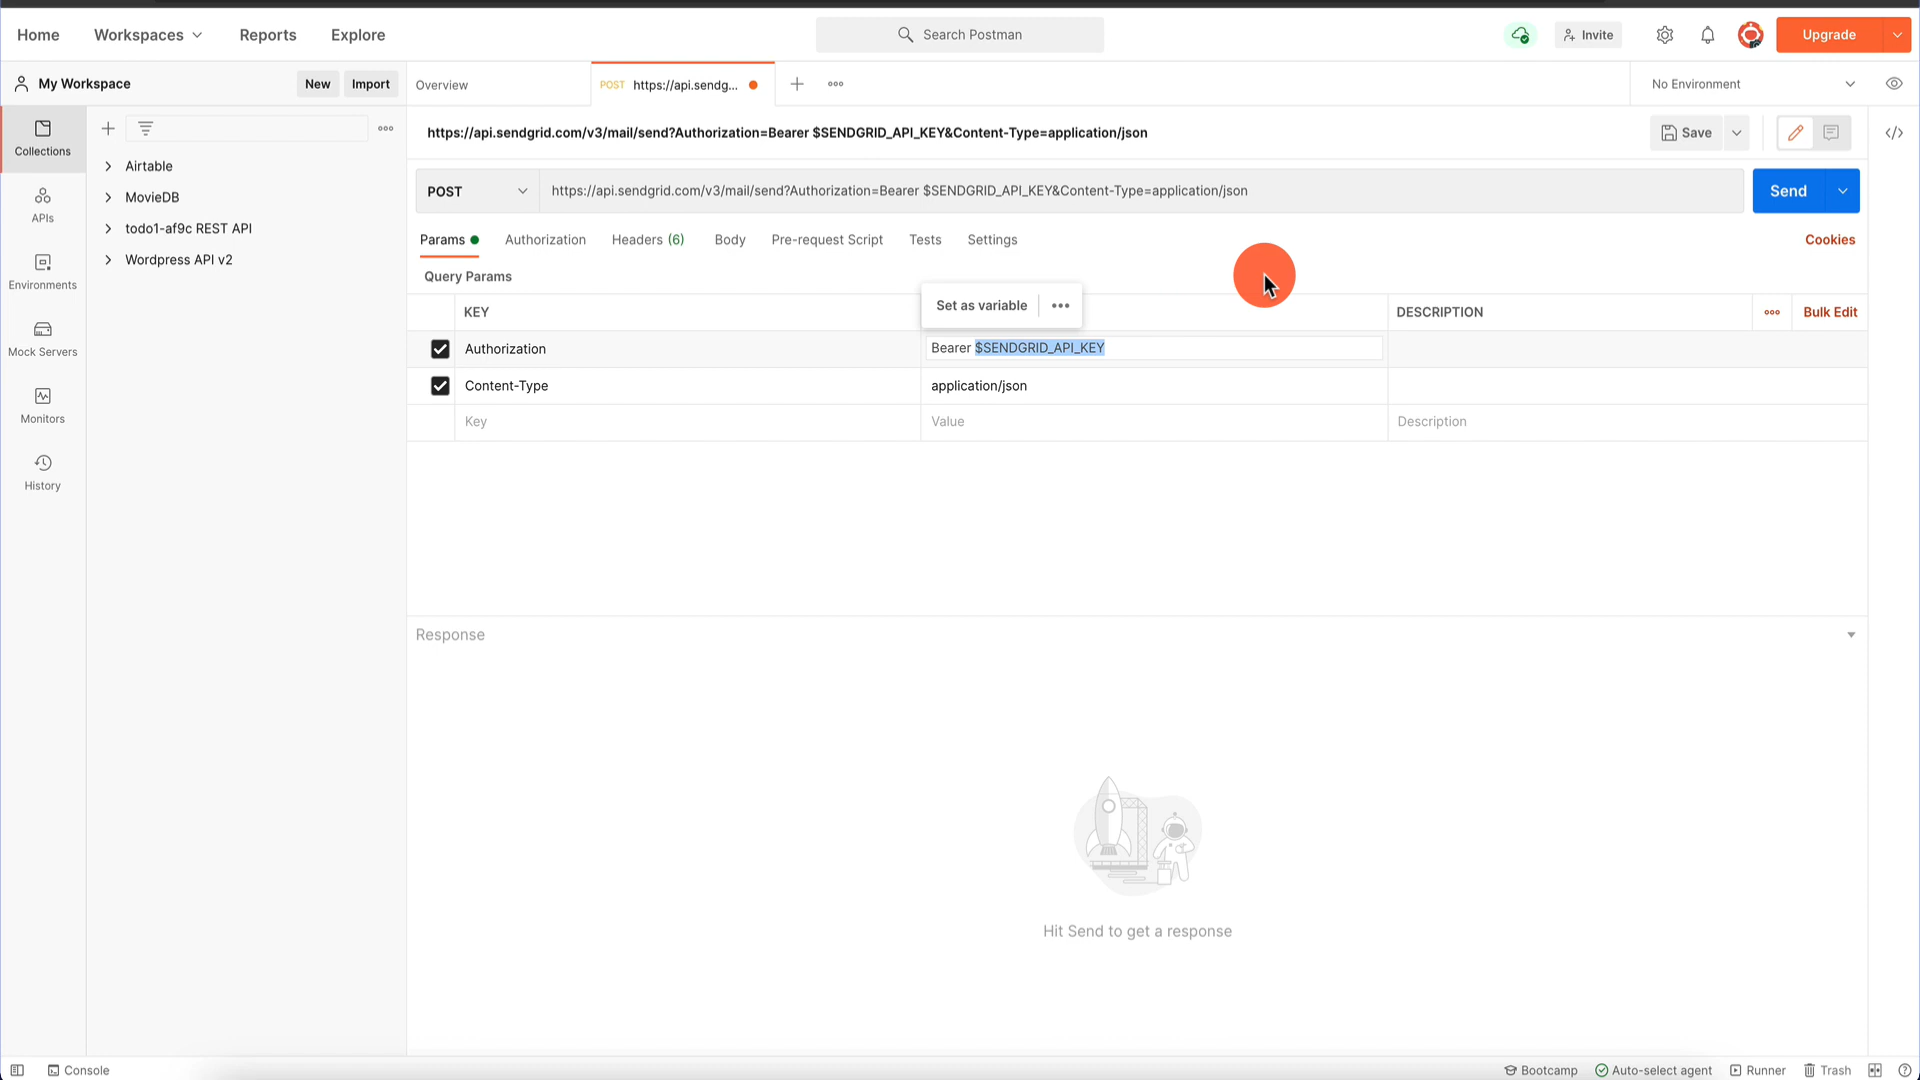 Home
Workspaces
Reports
Explore
Search Postman
Invite
Upgrade
My Workspace
New
Import
Overview
POST https://api.sendg...
No Environment
Collections
APIs
Environments
Mock Servers
Monitors
History
Airtable
MovieDB
todo1-af9c REST API
Wordpress API v2
https://api.sendgrid.com/v3/mail/send?Authorization=Bearer $SENDGRID_API_KEY&Content-Type=application/json
Save
POST
https://api.sendgrid.com/v3/mail/send?Authorization=Bearer $SENDGRID_API_KEY&Content-Type=application/json
Send
Params
Authorization
Headers (6)
Body
Pre-request Script
Tests
Settings
Cookies
Query Params
Set as variable
KEY
DESCRIPTION
Bulk Edit
Authorization
Bearer $SENDGRID_API_KEY
Content-Type
application/json
Key
Value
Description
Response
Hit Send to get a response
Console
Bootcamp
Auto-select agent
Runner
Trash